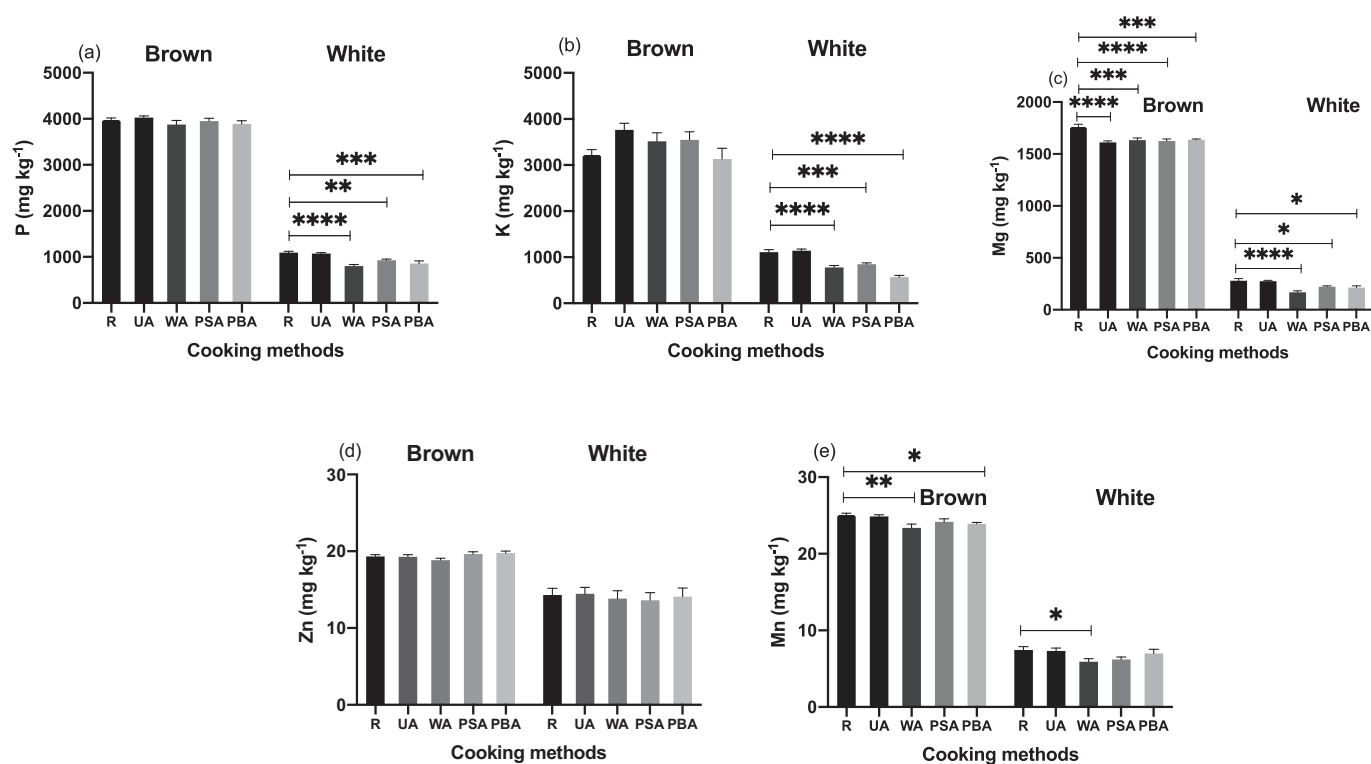 (a) Brown White
P (mg kg-1)
5000
4000
3000
2000
1000
0
***
**
****
R UA WA PSA PBA R UA WA PSA PBA
Cooking methods
(b) Brown White
K (mg kg-1)
5000
4000
3000
2000
1000
0
****
***
****
R UA WA PSA PBA R UA WA PSA PBA
Cooking methods
***
****
(c)
***
**** Brown White
Mg (mg kg-1)
2000
1500
1000
500
0
*
*
****
R UA WA PSA PBA R UA WA PSA PBA
Cooking methods
(d) Brown White
Zn (mg kg-1)
30
20
10
0
R UA WA PSA PBA R UA WA PSA PBA
Cooking methods
(e)
*
** Brown White
Mn (mg kg-1)
30
20
10
0
*
R UA WA PSA PBA R UA WA PSA PBA
Cooking methods